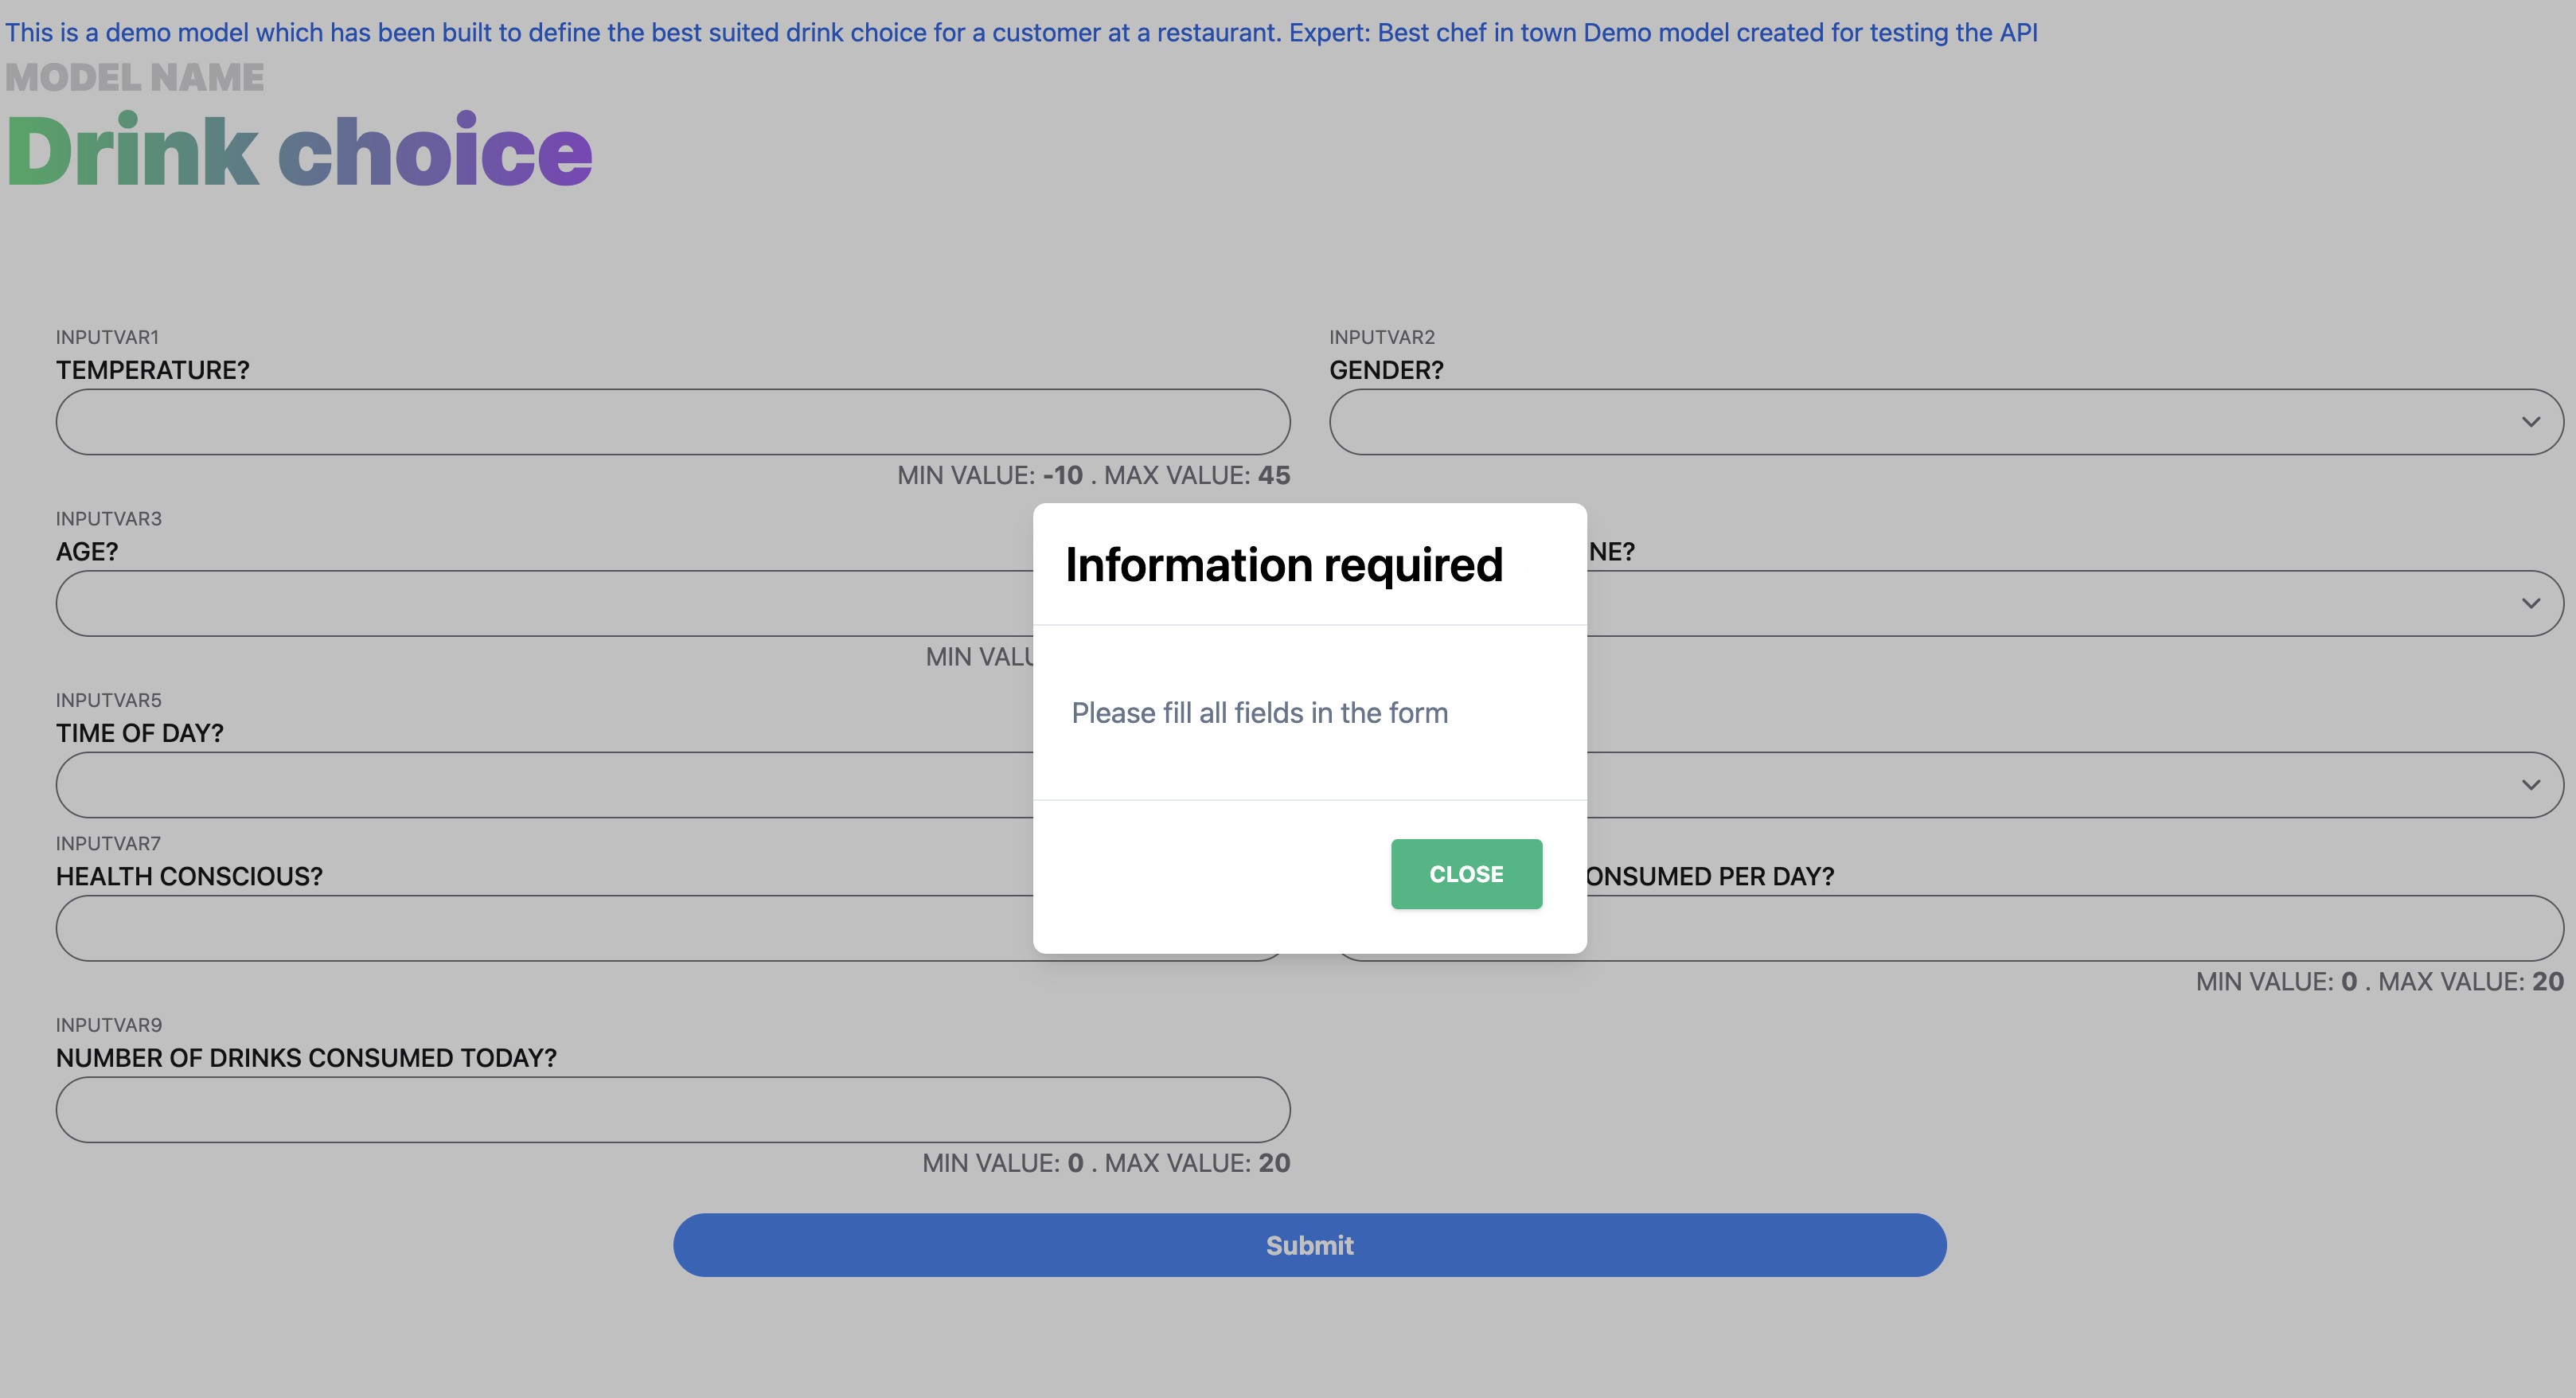 This is a demo model which has been built to define the best suited drink choice for a customer at a restaurant. Expert: Best chef in town Demo model created for testing the API
MODEL NAME
Drink choice
INPUTVAR1
TEMPERATURE?
MIN VALUE: -10 . MAX VALUE: 45
INPUTVAR2
GENDER?
INPUTVAR3
AGE?
MIN VALU
NE?
INPUTVAR5
TIME OF DAY?
INPUTVAR7
HEALTH CONSCIOUS?
ONSUMED PER DAY?
MIN VALUE: 0 . MAX VALUE: 20
INPUTVAR9
NUMBER OF DRINKS CONSUMED TODAY?
MIN VALUE: 0 . MAX VALUE: 20
Submit
Information required
Please fill all fields in the form
CLOSE